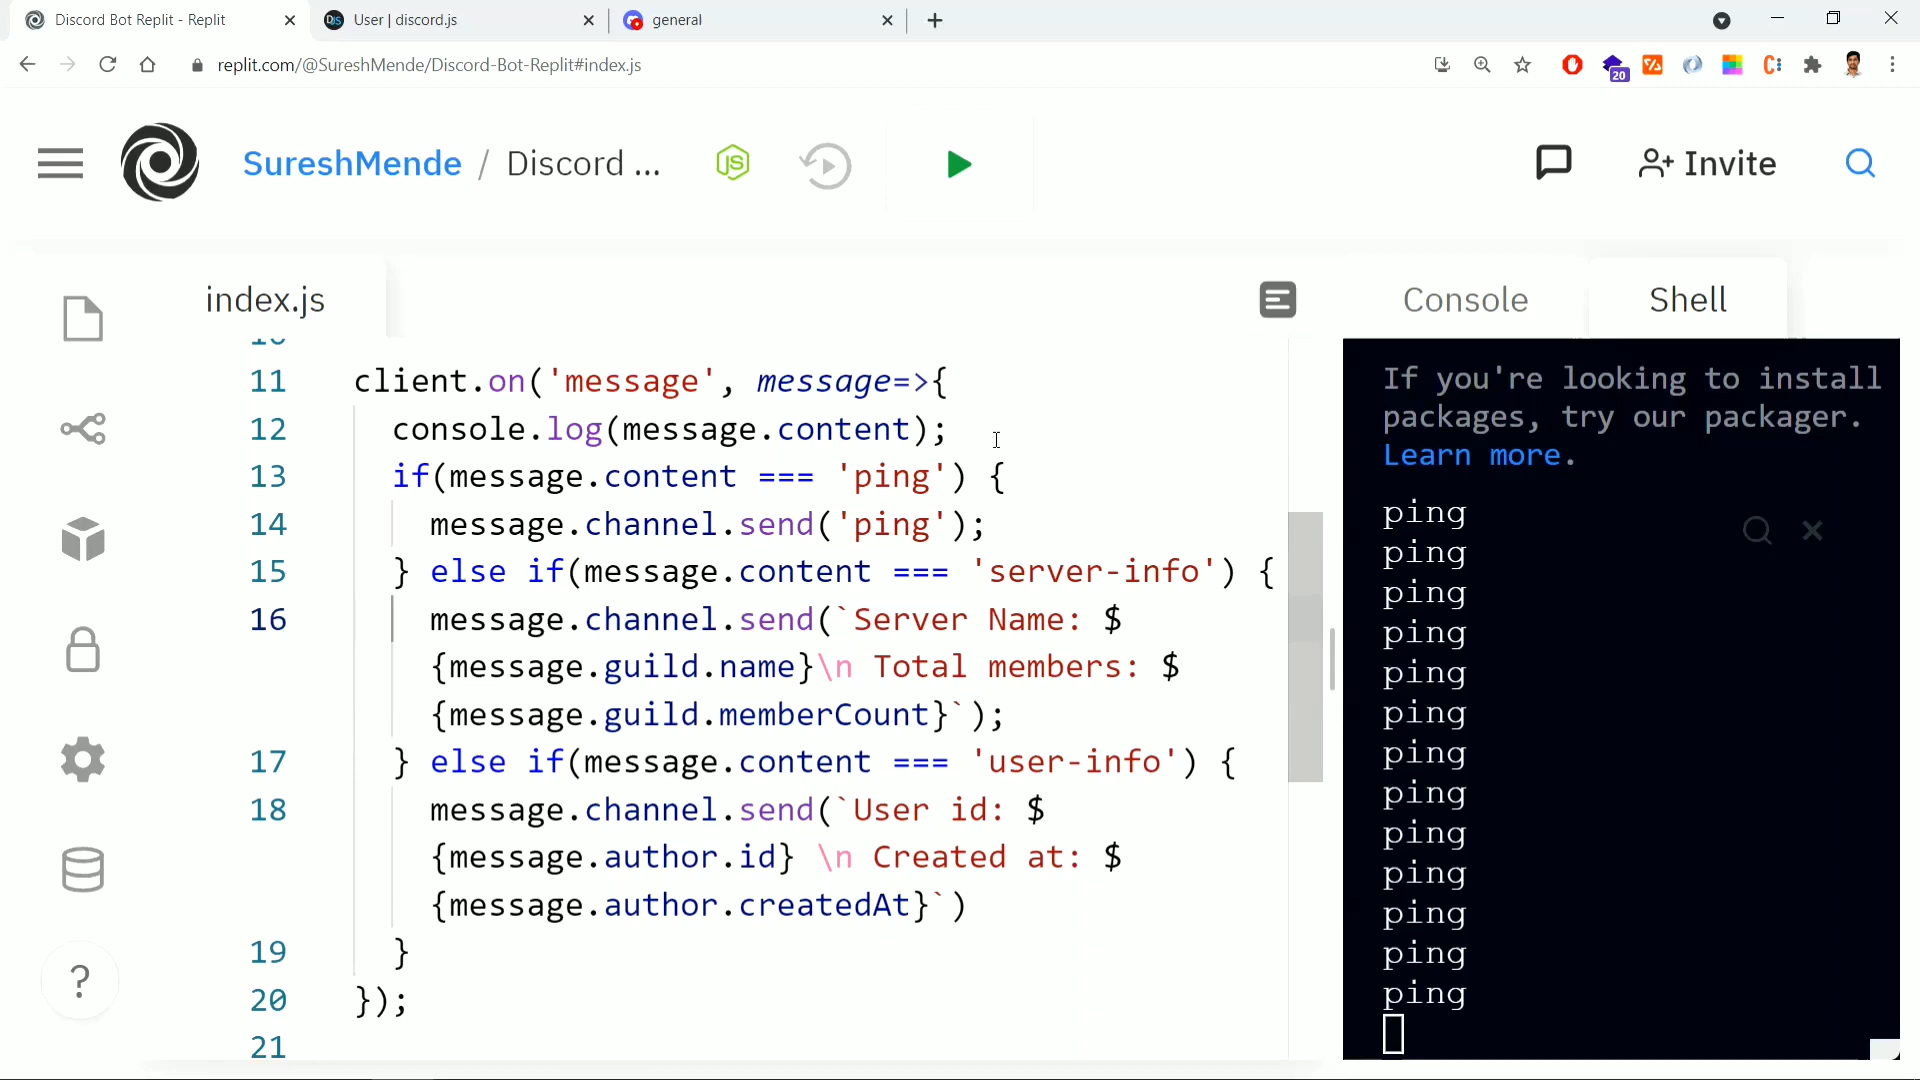 Discord Bot Replit - Replit
User | discord.js
general
replit.com/@SureshMende/Discord-Bot-Replit#index.js
20
SureshMende / Discord ...
Invite
index.js
Console
Shell
10
11 client.on('message', message=>{
12 console.log(message.content);
13 if(message.content === 'ping') {
14 message.channel.send('ping');
15 } else if(message.content === 'server-info') {
16 message.channel.send(`Server Name: $
{message.guild.name}\n Total members: $
{message.guild.memberCount}`);
17 } else if(message.content === 'user-info') {
18 message.channel.send(`User id: $
{message.author.id} \n Created at: $
{message.author.createdAt}`)
19 }
20 });
21
?
If you're looking to install
packages, try our packager.
Learn more.
ping
ping
ping
ping
ping
ping
ping
ping
ping
ping
ping
ping
ping